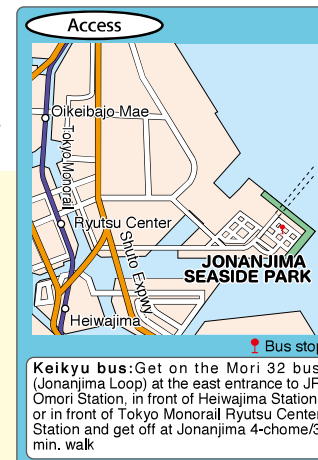 Access
Oikeibajo-Mae
Tokyo Monorail
Ryutsu Center
Shuto Expwy.
JONANJIMA
SEASIDE PARK
Heiwajima
Bus stop
Keikyu bus:Get on the Mori 32 bus
(Jonanjima Loop) at the east entrance to JR
Omori Station, in front of Heiwajima Station
or in front of Tokyo Monorail Ryutsu Center
Station and get off at Jonanjima 4-chome/3
min. walk